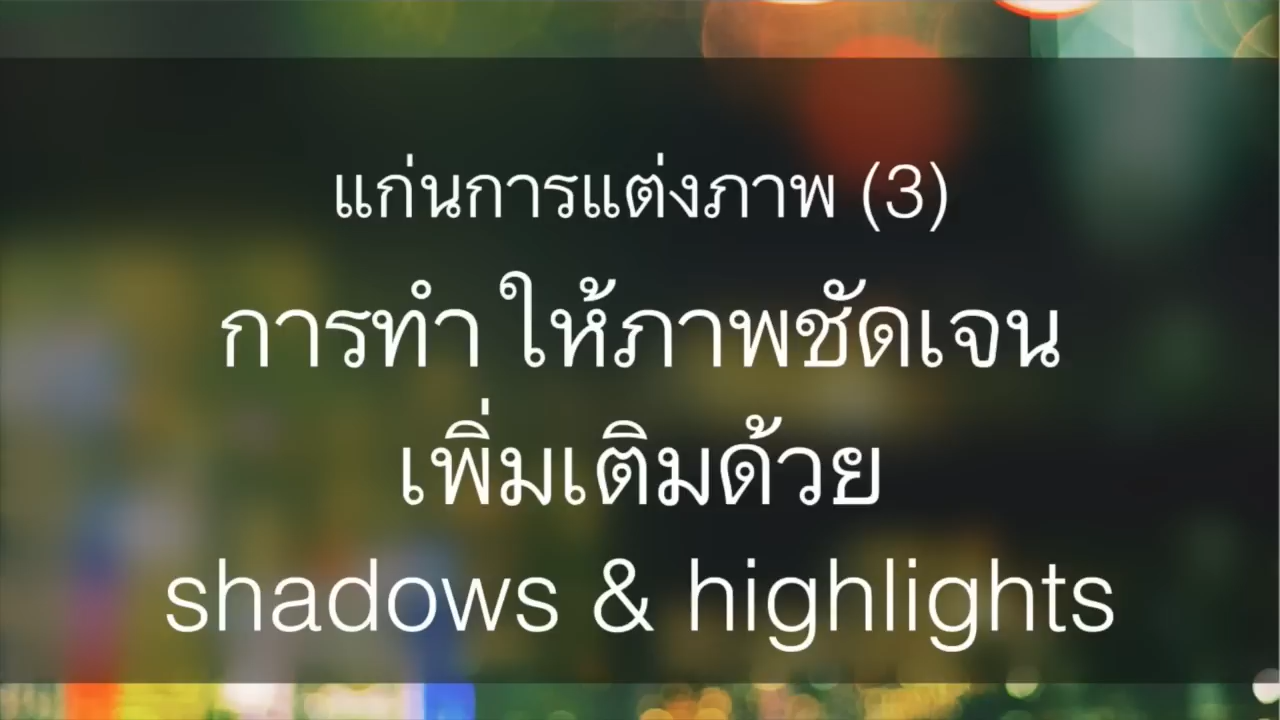 แก่นการแต่งภาพ (3)
การทำ ให้ภาพชัดเจน
เพิ่มเติมด้วย
shadows & highlights